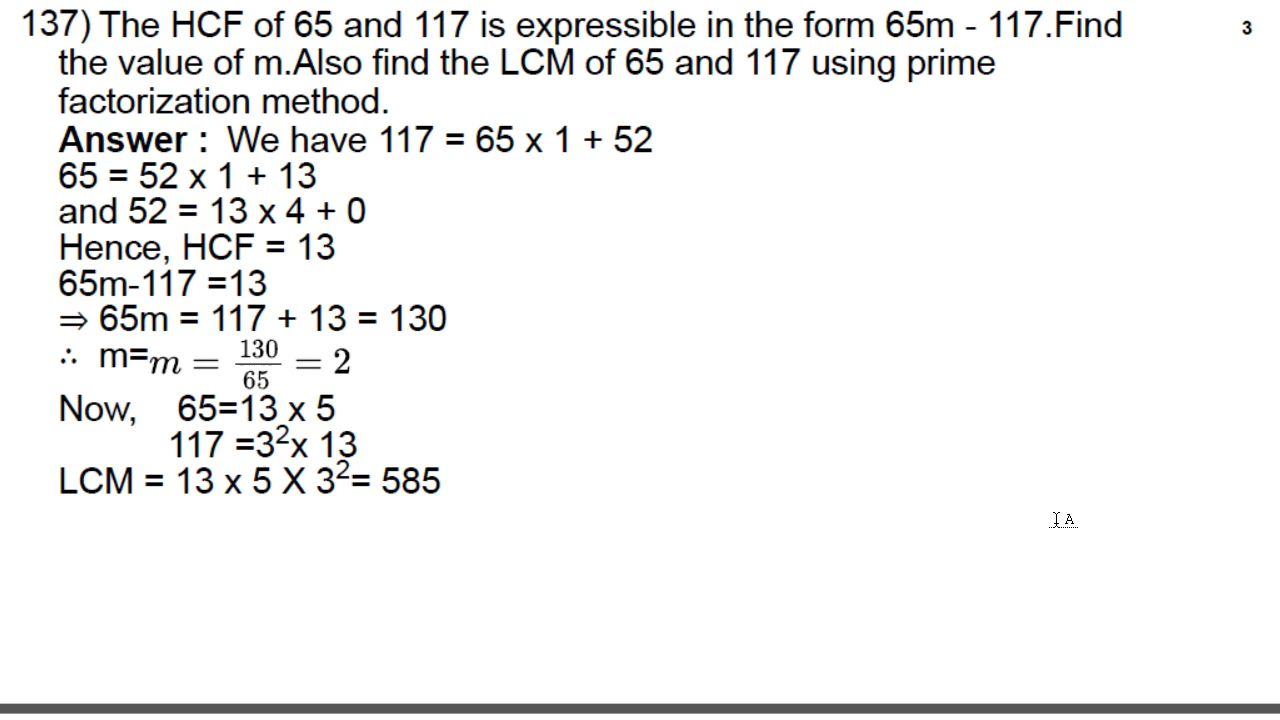 137) The HCF of 65 and 117 is expressible in the form 65m - 117.Find 3
the value of m.Also find the LCM of 65 and 117 using prime
factorization method.
Answer : We have 117 = 65 x 1 + 52
65 = 52 x 1 + 13
and 52 = 13 x 4 + 0
Hence, HCF = 13
65m-117 =13
⇒ 65m = 117 + 13 = 130
∴ m=m = 130/65 = 2
Now, 65=13 x 5
117 =3²x 13
LCM = 13 x 5 X 3²= 585
A